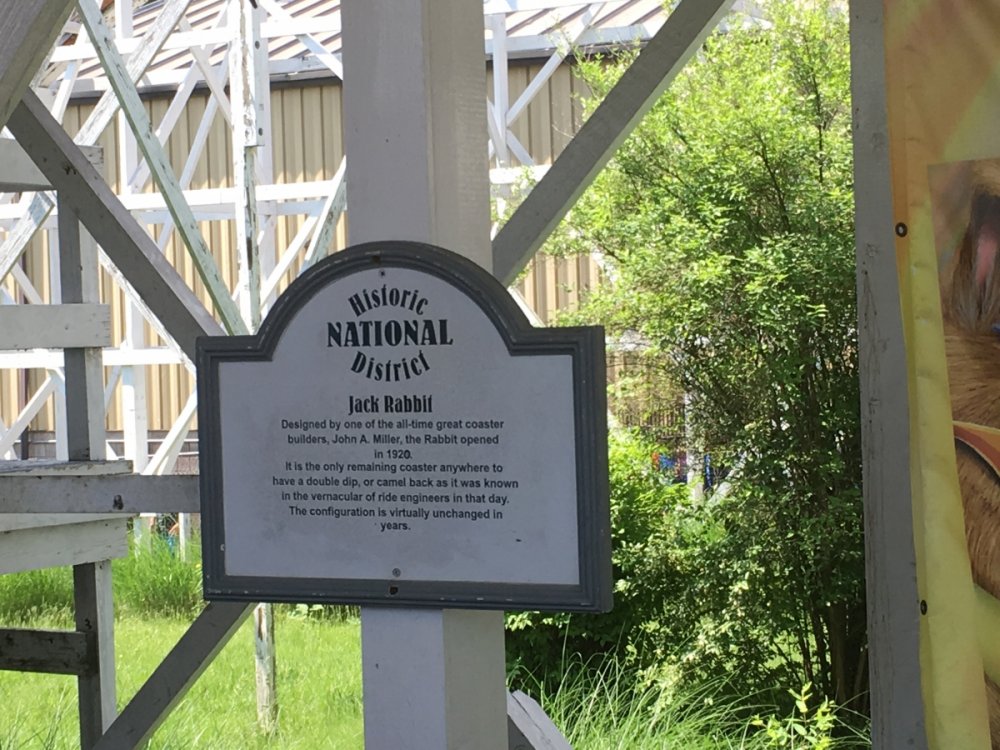 Historic
NATIONAL
District
Jack Rabbit
Designed by one of the all-time great coaster
builders, John A. Miller, the Rabbit opened
in 1920.
It is the only remaining coaster anywhere to
have a double dip, or camel back as it was known
in the vernacular of ride engineers in that day.
The configuration is virtually unchanged in
years.